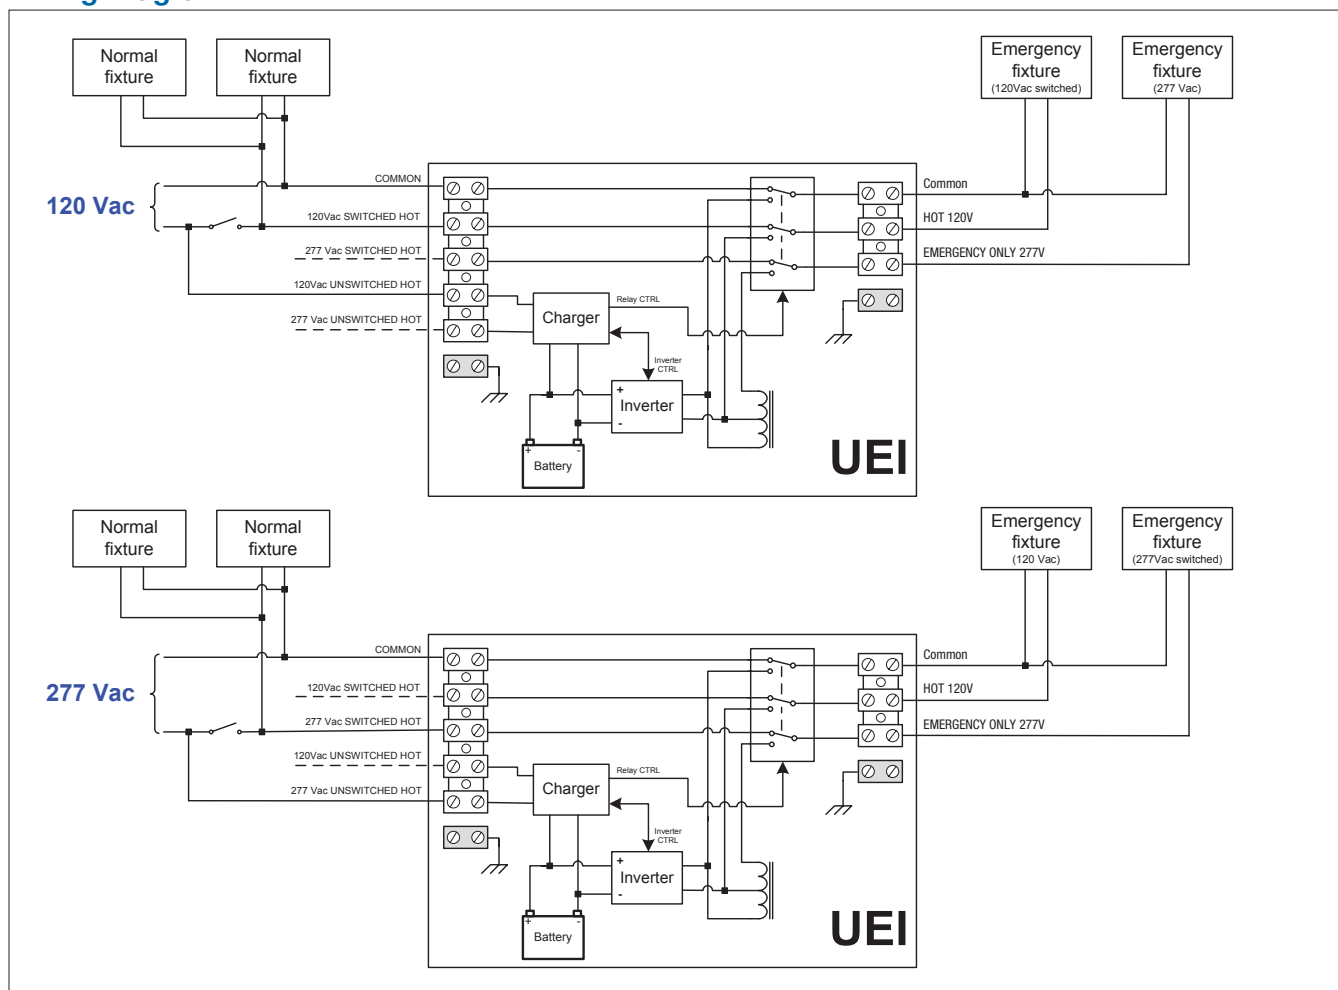 Normal
fixture
Normal
fixture
Emergency
fixture
(120Vac switched)
Emergency
fixture
(277 Vac)
120 Vac
COMMON
120Vac SWITCHED HOT
277 Vac SWITCHED HOT
120Vac UNSWITCHED HOT
277 Vac UNSWITCHED HOT
Common
HOT 120V
EMERGENCY ONLY 277V
Charger
Relay CTRL
Inverter
CTRL
+
Inverter
-
+ -
Battery
UEI
Normal
fixture
Normal
fixture
Emergency
fixture
(120 Vac)
Emergency
fixture
(277Vac switched)
277 Vac
COMMON
120Vac SWITCHED HOT
277 Vac SWITCHED HOT
120Vac UNSWITCHED HOT
277 Vac UNSWITCHED HOT
Common
HOT 120V
EMERGENCY ONLY 277V
Charger
Relay CTRL
Inverter
CTRL
+
Inverter
-
+ -
Battery
UEI